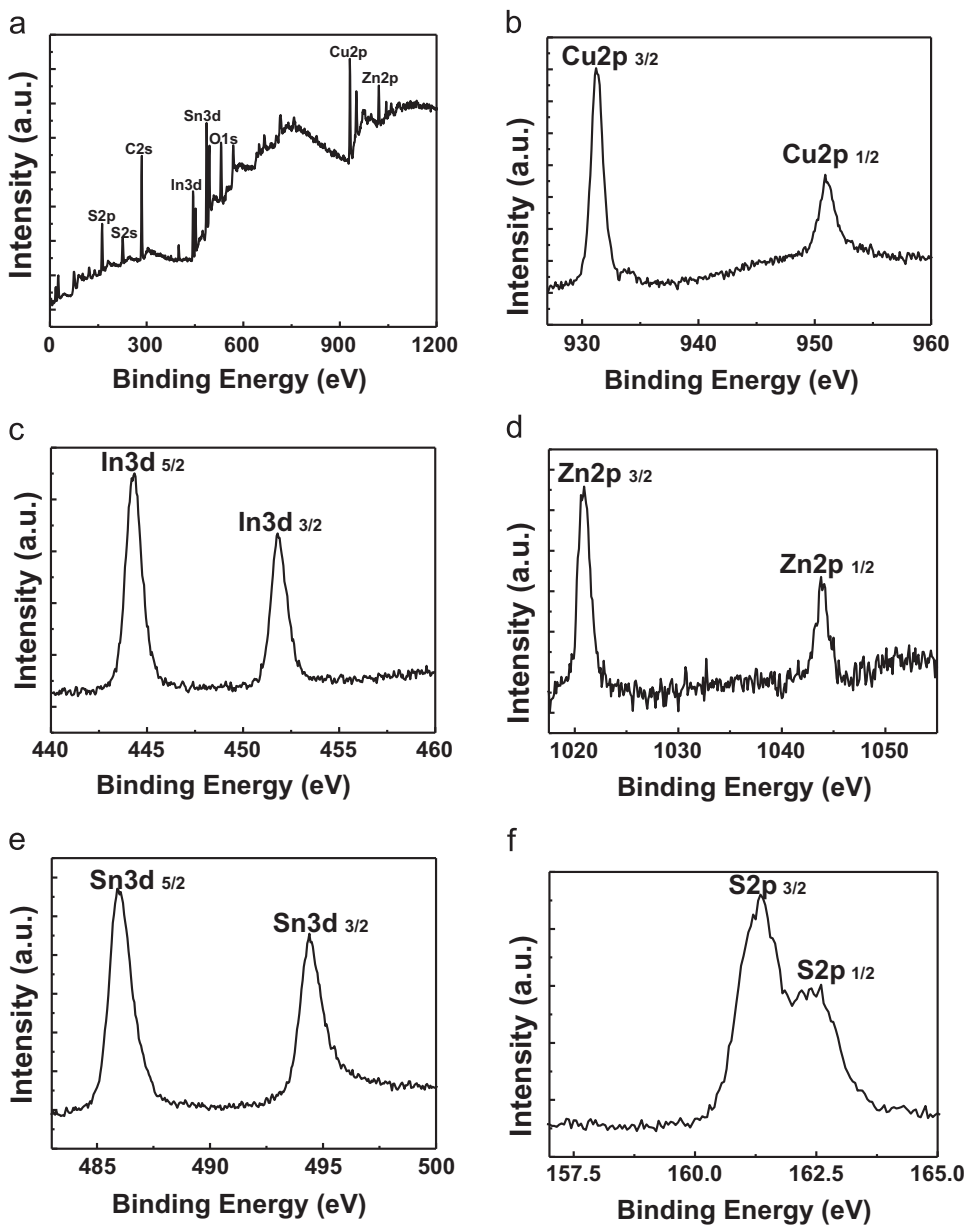 a
Intensity (a.u.)
Cu2p
Zn2p
Sn3d
O1s
C2s
In3d
S2p
S2s
0 300 600 900 1200
Binding Energy (eV)
b
Intensity (a.u.)
Cu2p 3/2
Cu2p 1/2
930 940 950 960
Binding Energy (eV)
c
Intensity (a.u.)
In3d 5/2
In3d 3/2
440 445 450 455 460
Binding Energy (eV)
d
Intensity (a.u.)
Zn2p 3/2
Zn2p 1/2
1020 1030 1040 1050
Binding Energy (eV)
e
Intensity (a.u.)
Sn3d 5/2
Sn3d 3/2
485 490 495 500
Binding Energy (eV)
f
Intensity (a.u.)
S2p 3/2
S2p 1/2
157.5 160.0 162.5 165.0
Binding Energy (eV)